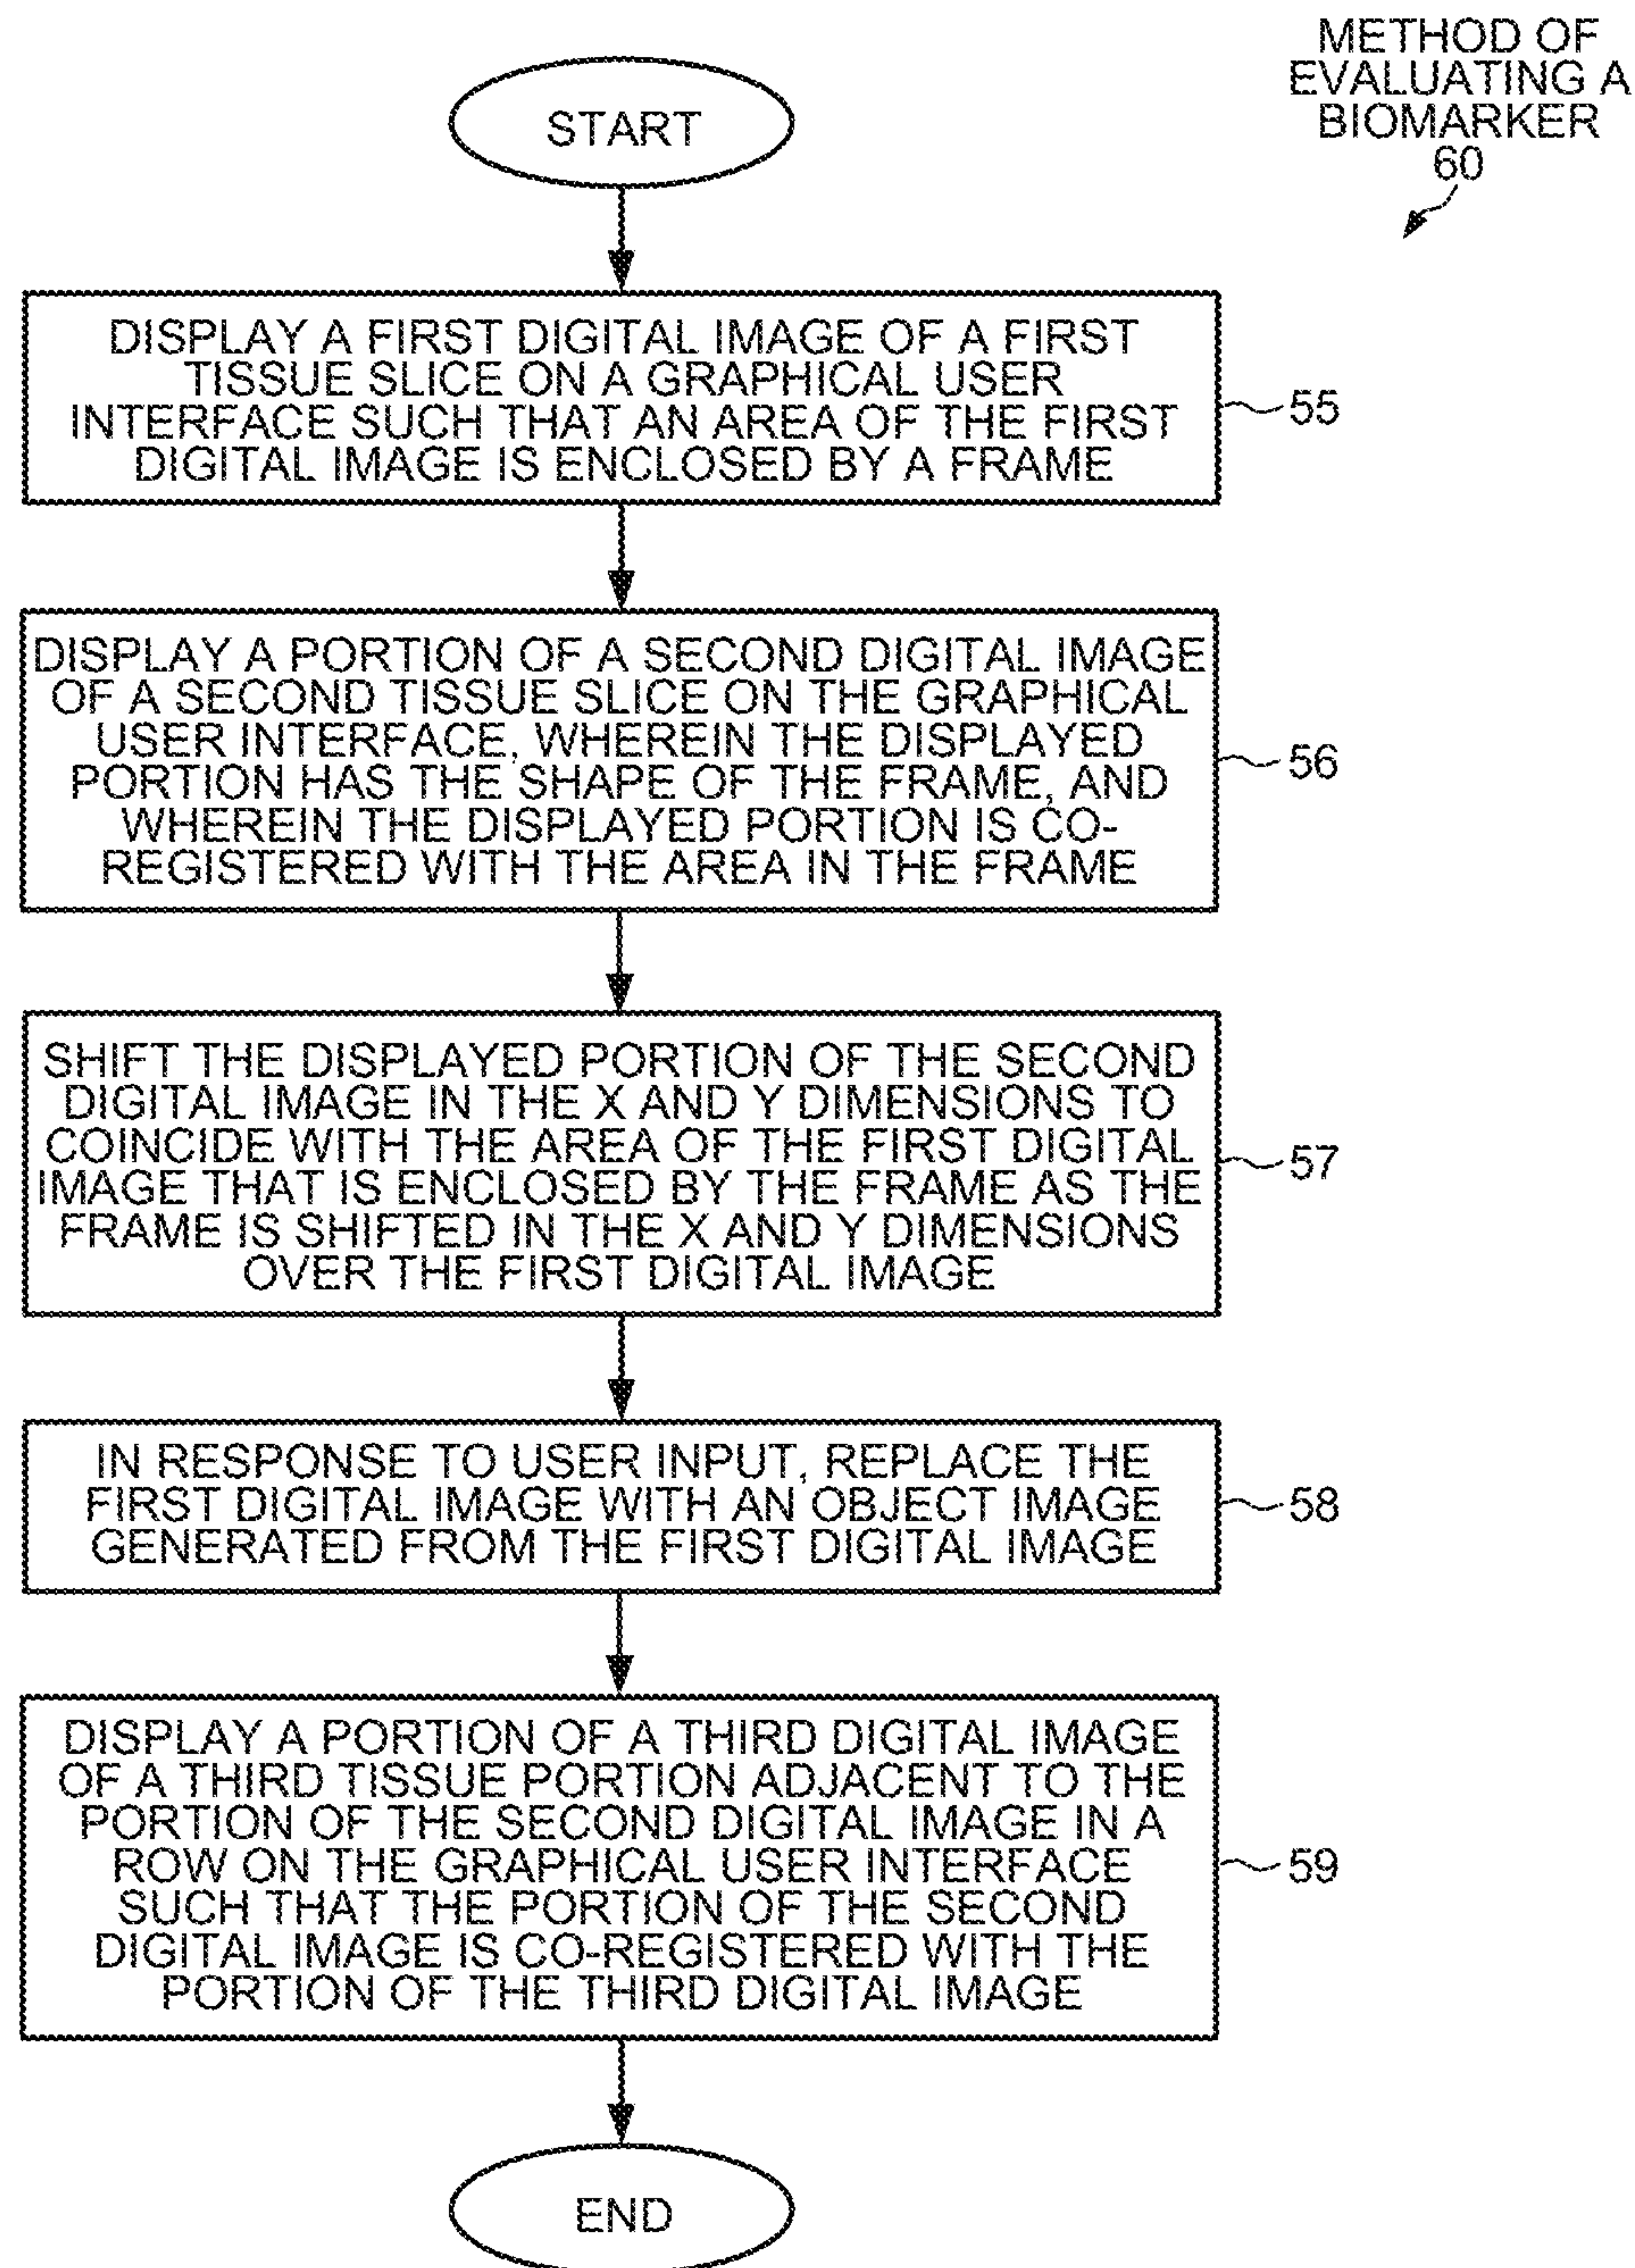 METHOD OF
EVALUATING A
BIOMARKER
60
START
DISPLAY A FIRST DIGITAL IMAGE OF A FIRST
TISSUE SLICE ON A GRAPHICAL USER
INTERFACE SUCH THAT AN AREA OF THE FIRST
DIGITAL IMAGE IS ENCLOSED BY A FRAME
55
DISPLAY A PORTION OF A SECOND DIGITAL IMAGE
OF A SECOND TISSUE SLICE ON THE GRAPHICAL
USER INTERFACE, WHEREIN THE DISPLAYED
PORTION HAS THE SHAPE OF THE FRAME, AND
WHEREIN THE DISPLAYED PORTION IS CO-
REGISTERED WITH THE AREA IN THE FRAME
56
SHIFT THE DISPLAYED PORTION OF THE SECOND
DIGITAL IMAGE IN THE X AND Y DIMENSIONS TO
COINCIDE WITH THE AREA OF THE FIRST DIGITAL
IMAGE THAT IS ENCLOSED BY THE FRAME AS THE
FRAME IS SHIFTED IN THE X AND Y DIMENSIONS
OVER THE FIRST DIGITAL IMAGE
57
IN RESPONSE TO USER INPUT, REPLACE THE
FIRST DIGITAL IMAGE WITH AN OBJECT IMAGE
GENERATED FROM THE FIRST DIGITAL IMAGE
58
DISPLAY A PORTION OF A THIRD DIGITAL IMAGE
OF A THIRD TISSUE PORTION ADJACENT TO THE
PORTION OF THE SECOND DIGITAL IMAGE IN A
ROW ON THE GRAPHICAL USER INTERFACE
SUCH THAT THE PORTION OF THE SECOND
DIGITAL IMAGE IS CO-REGISTERED WITH THE
PORTION OF THE THIRD DIGITAL IMAGE
59
END